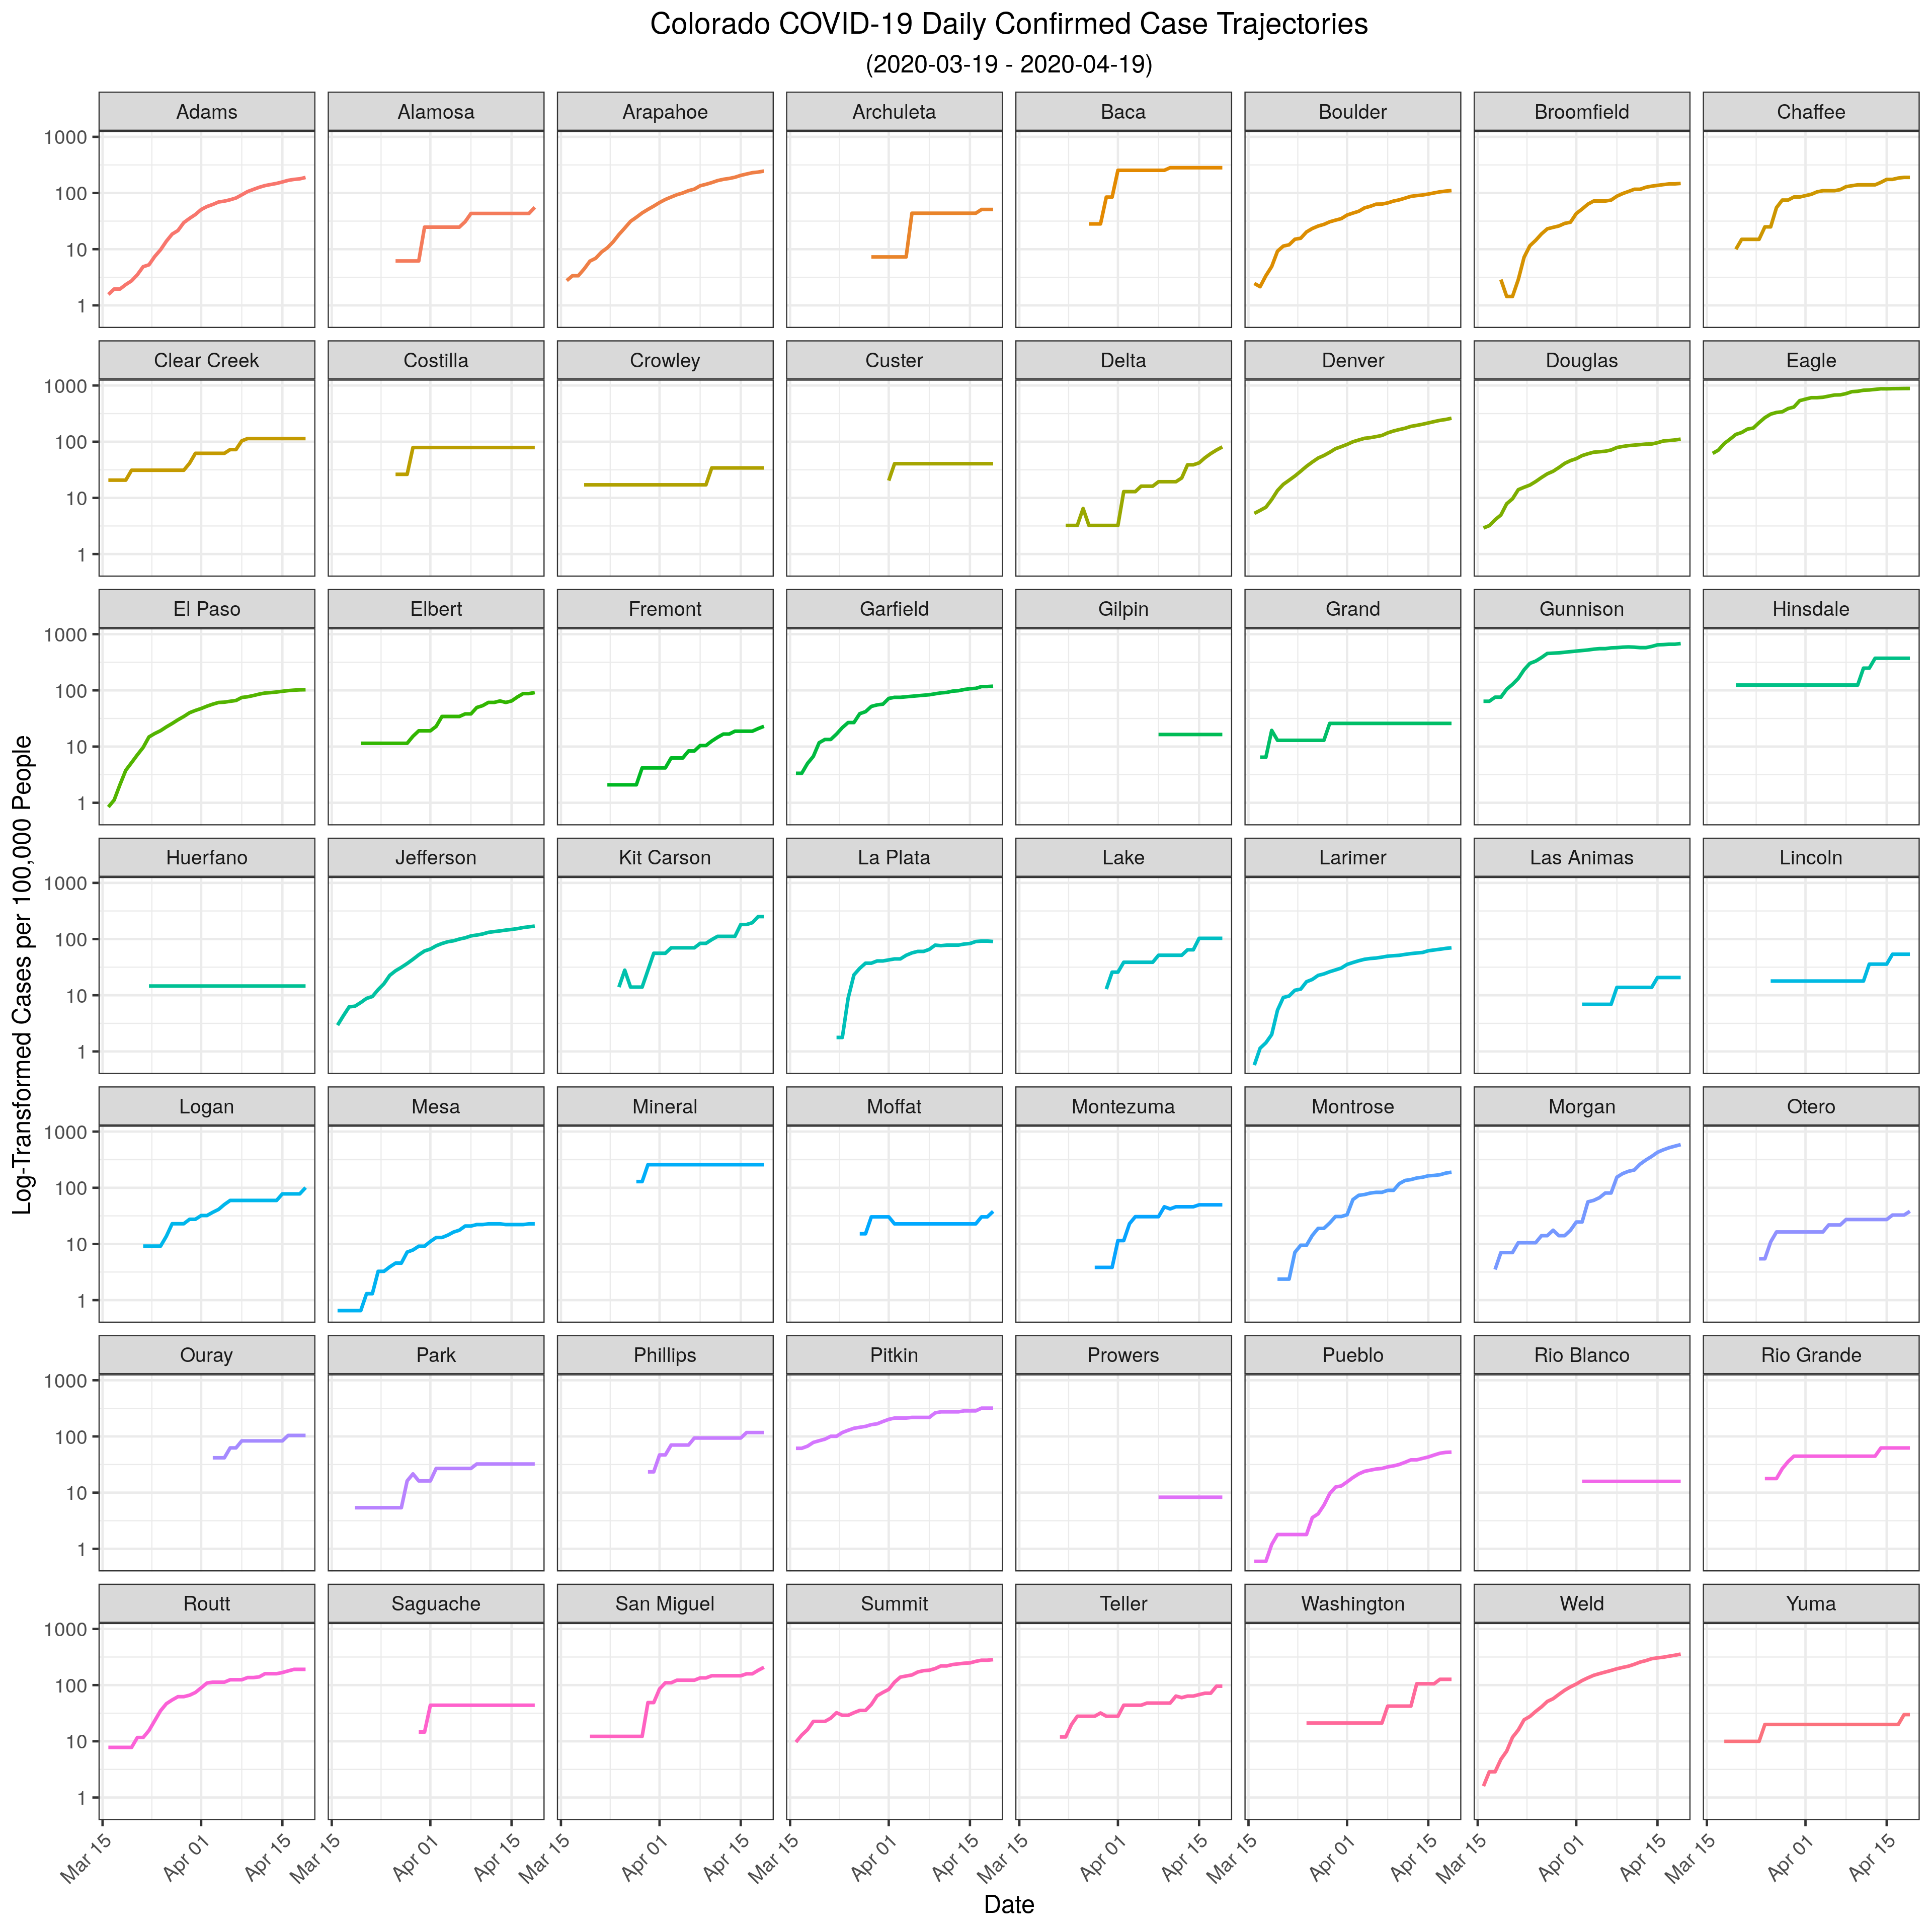 Colorado COVID-19 Daily Confirmed Case Trajectories
(2020-03-19 - 2020-04-19)
Adams Alamosa Arapahoe Archuleta Baca Boulder Broomfield Chaffee
1000
100
10
1
Clear Creek Costilla Crowley Custer Delta Denver Douglas Eagle
1000
100
10
1
El Paso Elbert Fremont Garfield Gilpin Grand Gunnison Hinsdale
1000
100
10
1
Log-Transformed Cases per 100,000 People
Huerfano Jefferson Kit Carson La Plata Lake Larimer Las Animas Lincoln
1000
100
10
1
Logan Mesa Mineral Moffat Montezuma Montrose Morgan Otero
1000
100
10
1
Ouray Park Phillips Pitkin Prowers Pueblo Rio Blanco Rio Grande
1000
100
10
1
Routt Saguache San Miguel Summit Teller Washington Weld Yuma
1000
100
10
1
Mar 15 Apr 01 Apr 15 Mar 15 Apr 01 Apr 15 Mar 15 Apr 01 Apr 15 Mar 15 Apr 01 Apr 15 Mar 15 Apr 01 Apr 15 Mar 15 Apr 01 Apr 15 Mar 15 Apr 01 Apr 15 Mar 15 Apr 01 Apr 15
Date